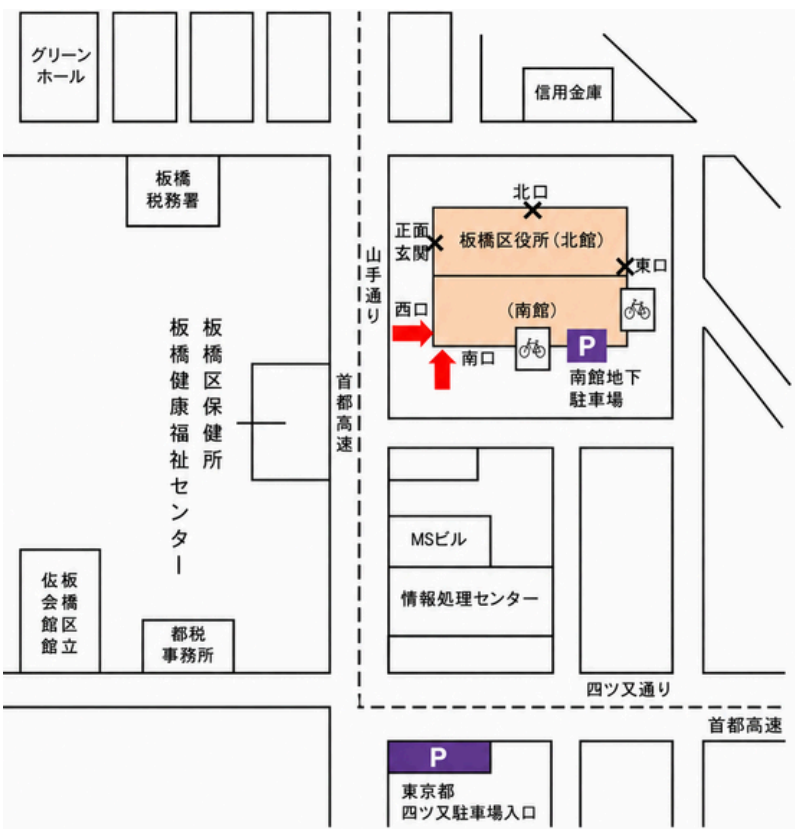 グリーン
ホール
信用金庫
板橋
税務署
北口
正面
玄関
板橋区役所(北館)
東口
山手通り
西口
(南館)
南口
P
南館地下
駐車場
首都高速
板橋区保健所
板橋健康福祉センター
MSビル
情報処理センター
板橋区立
会館
都税
事務所
四ツ又通り
首都高速
P
東京都
四ツ又駐車場入口